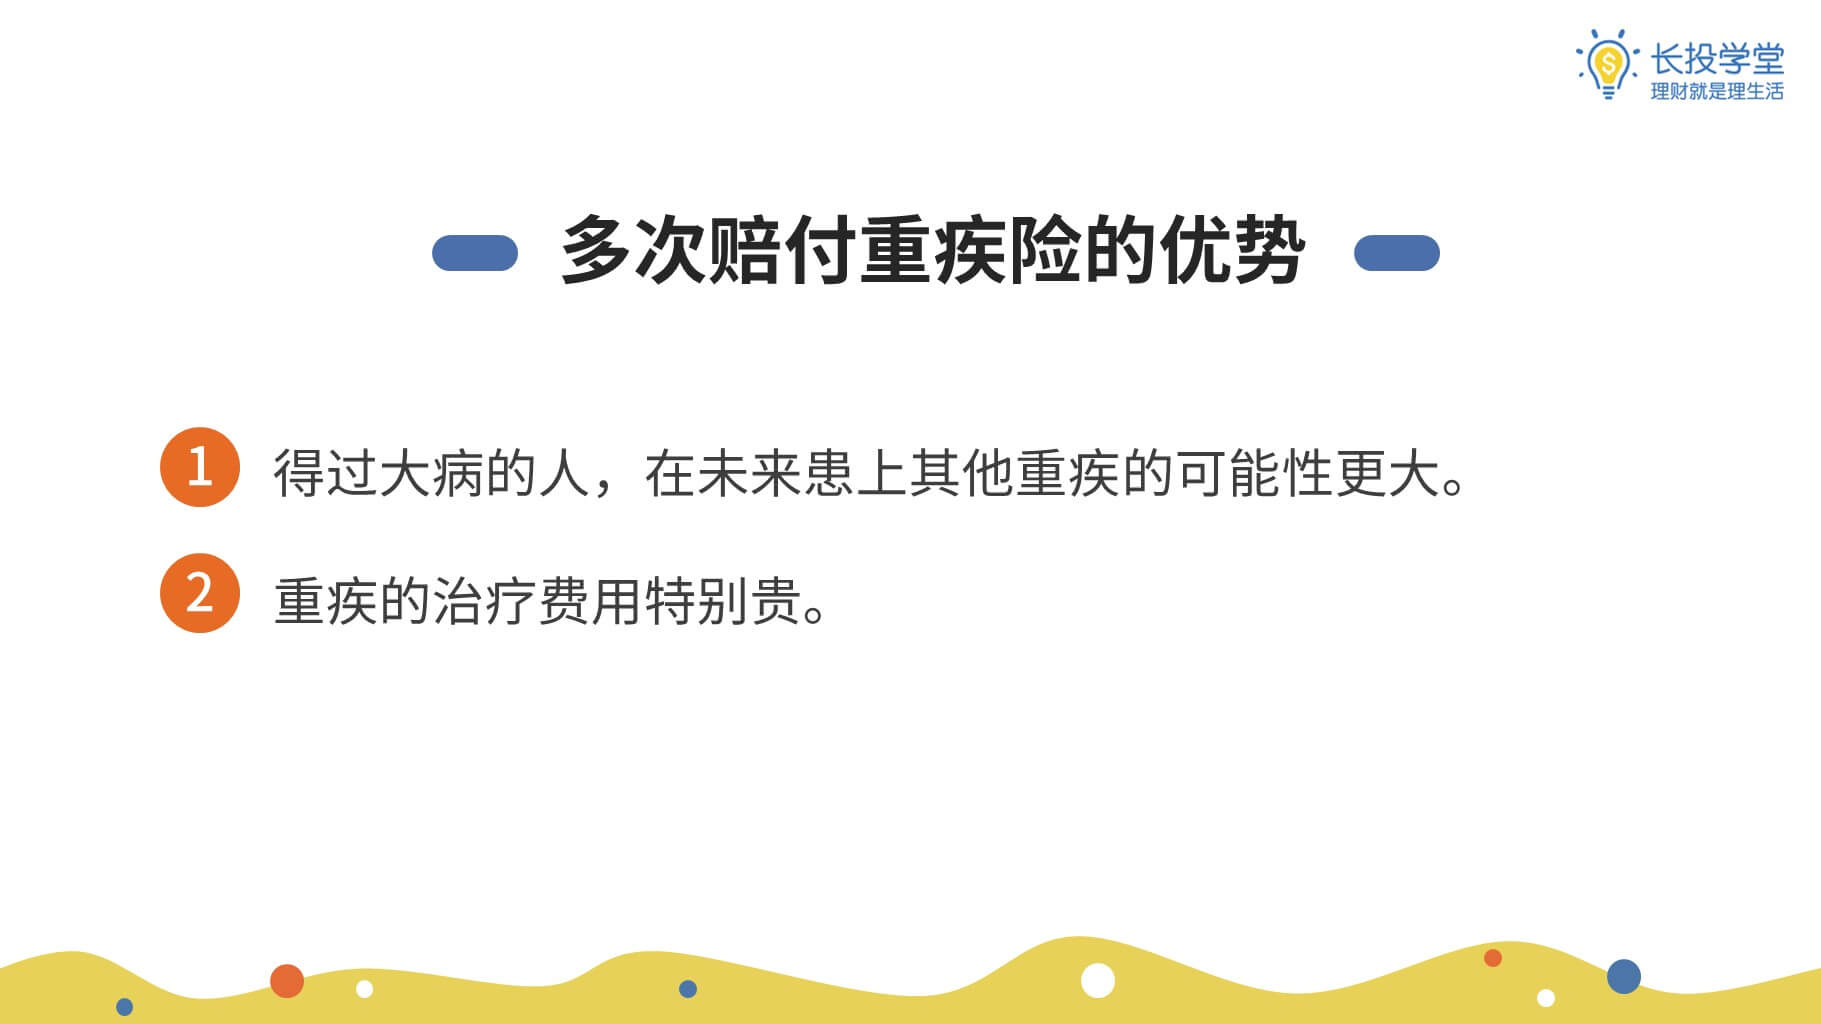 长投学堂
理财就是理生活
多次赔付重疾险的优势
1 得过大病的人，在未来患上其他重疾的可能性更大。
2 重疾的治疗费用特别贵。